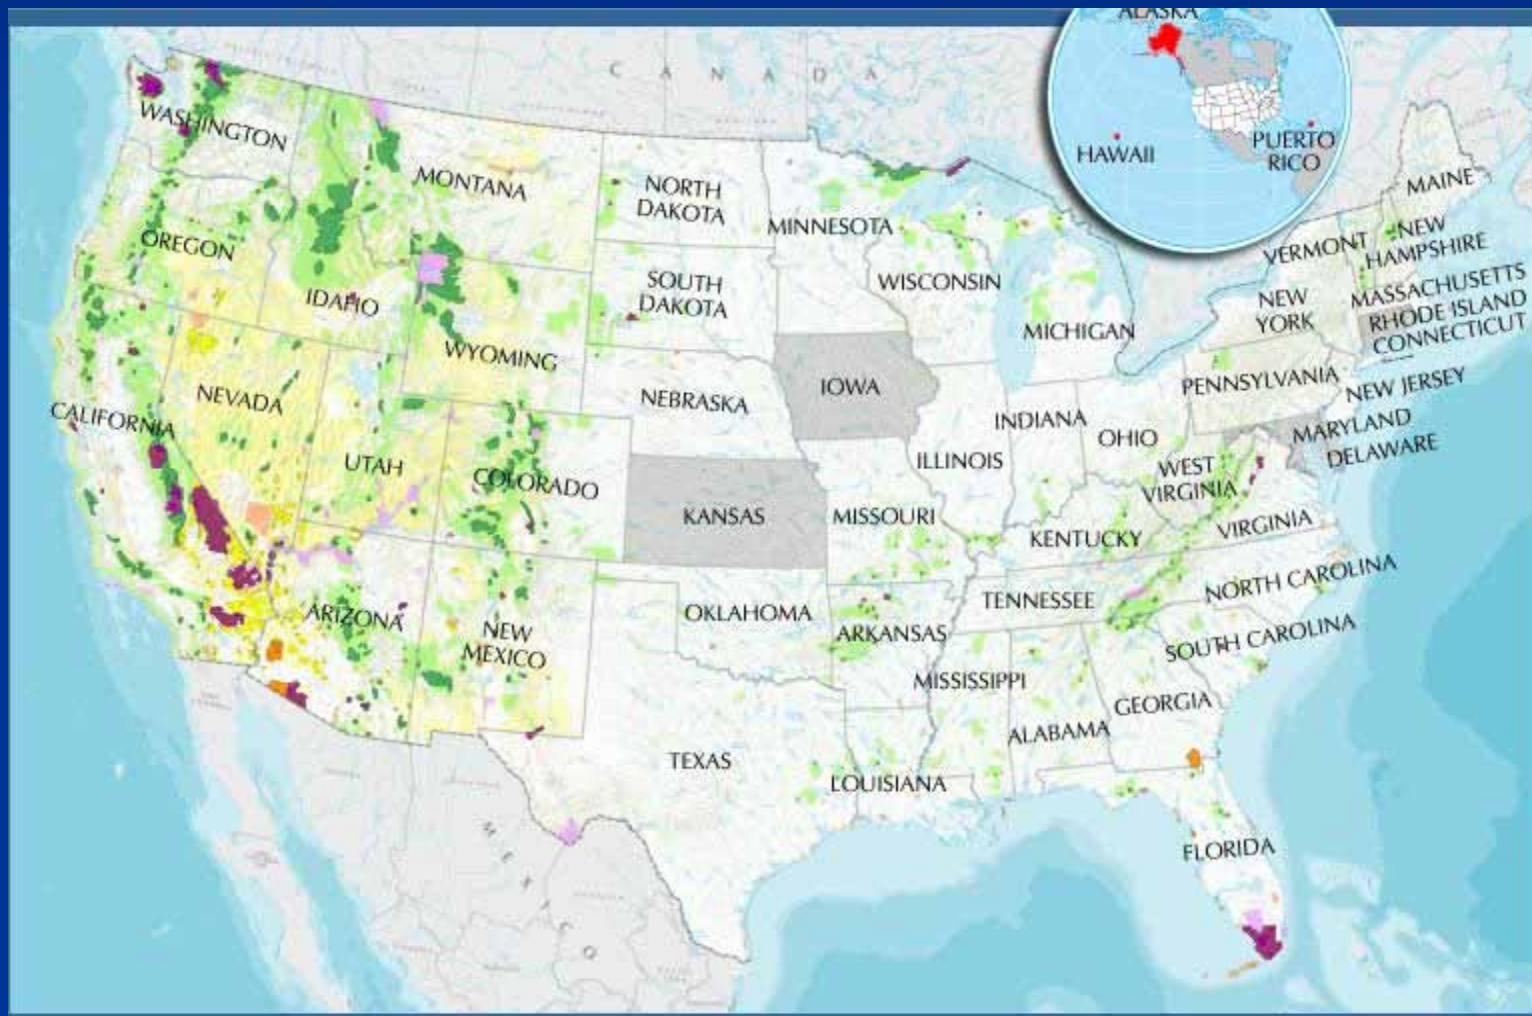 ALASKA
CANADA
HAWAII
PUERTO
RICO
WASHINGTON
MONTANA
NORTH
DAKOTA
MINNESOTA
MAINE
OREGON
IDAHO
SOUTH
DAKOTA
WISCONSIN
MICHIGAN
VERMONT
NEW
HAMPSHIRE
NEW
YORK
MASSACHUSETTS
RHODE ISLAND
CONNECTICUT
WYOMING
NEVADA
NEBRASKA
IOWA
PENNSYLVANIA
NEW JERSEY
CALIFORNIA
UTAH
COLORADO
ILLINOIS
INDIANA
OHIO
MARYLAND
DELAWARE
WEST
VIRGINIA
KANSAS
MISSOURI
KENTUCKY
VIRGINIA
ARIZONA
NEW
MEXICO
OKLAHOMA
ARKANSAS
TENNESSEE
NORTH CAROLINA
SOUTH CAROLINA
MISSISSIPPI
ALABAMA
GEORGIA
TEXAS
LOUISIANA
FLORIDA
MEXICO